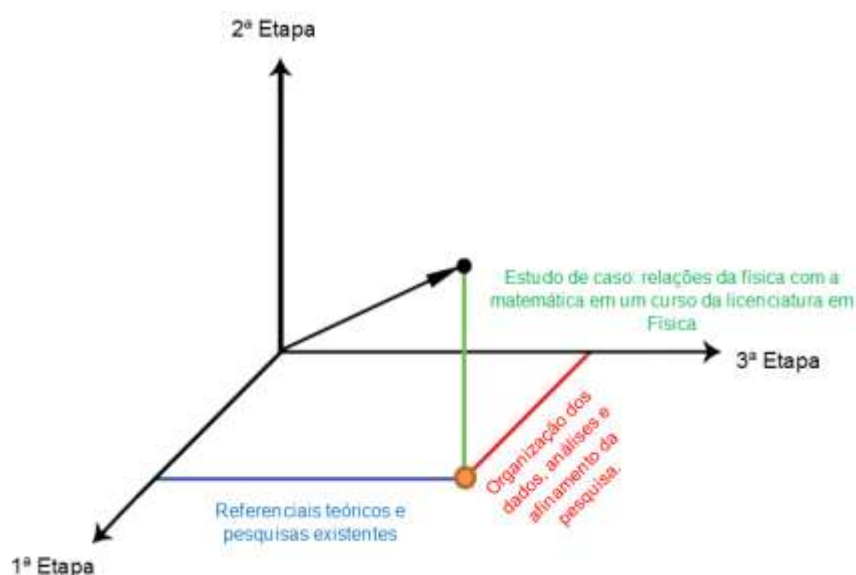 2ª Etapa
Estudo de caso: relações da física com a
matemática em um curso da licenciatura em
Física
3ª Etapa
Organização dos
dados, análises e
afinamento da
pesquisa.
Referenciais teóricos e
pesquisas existentes
1ª Etapa